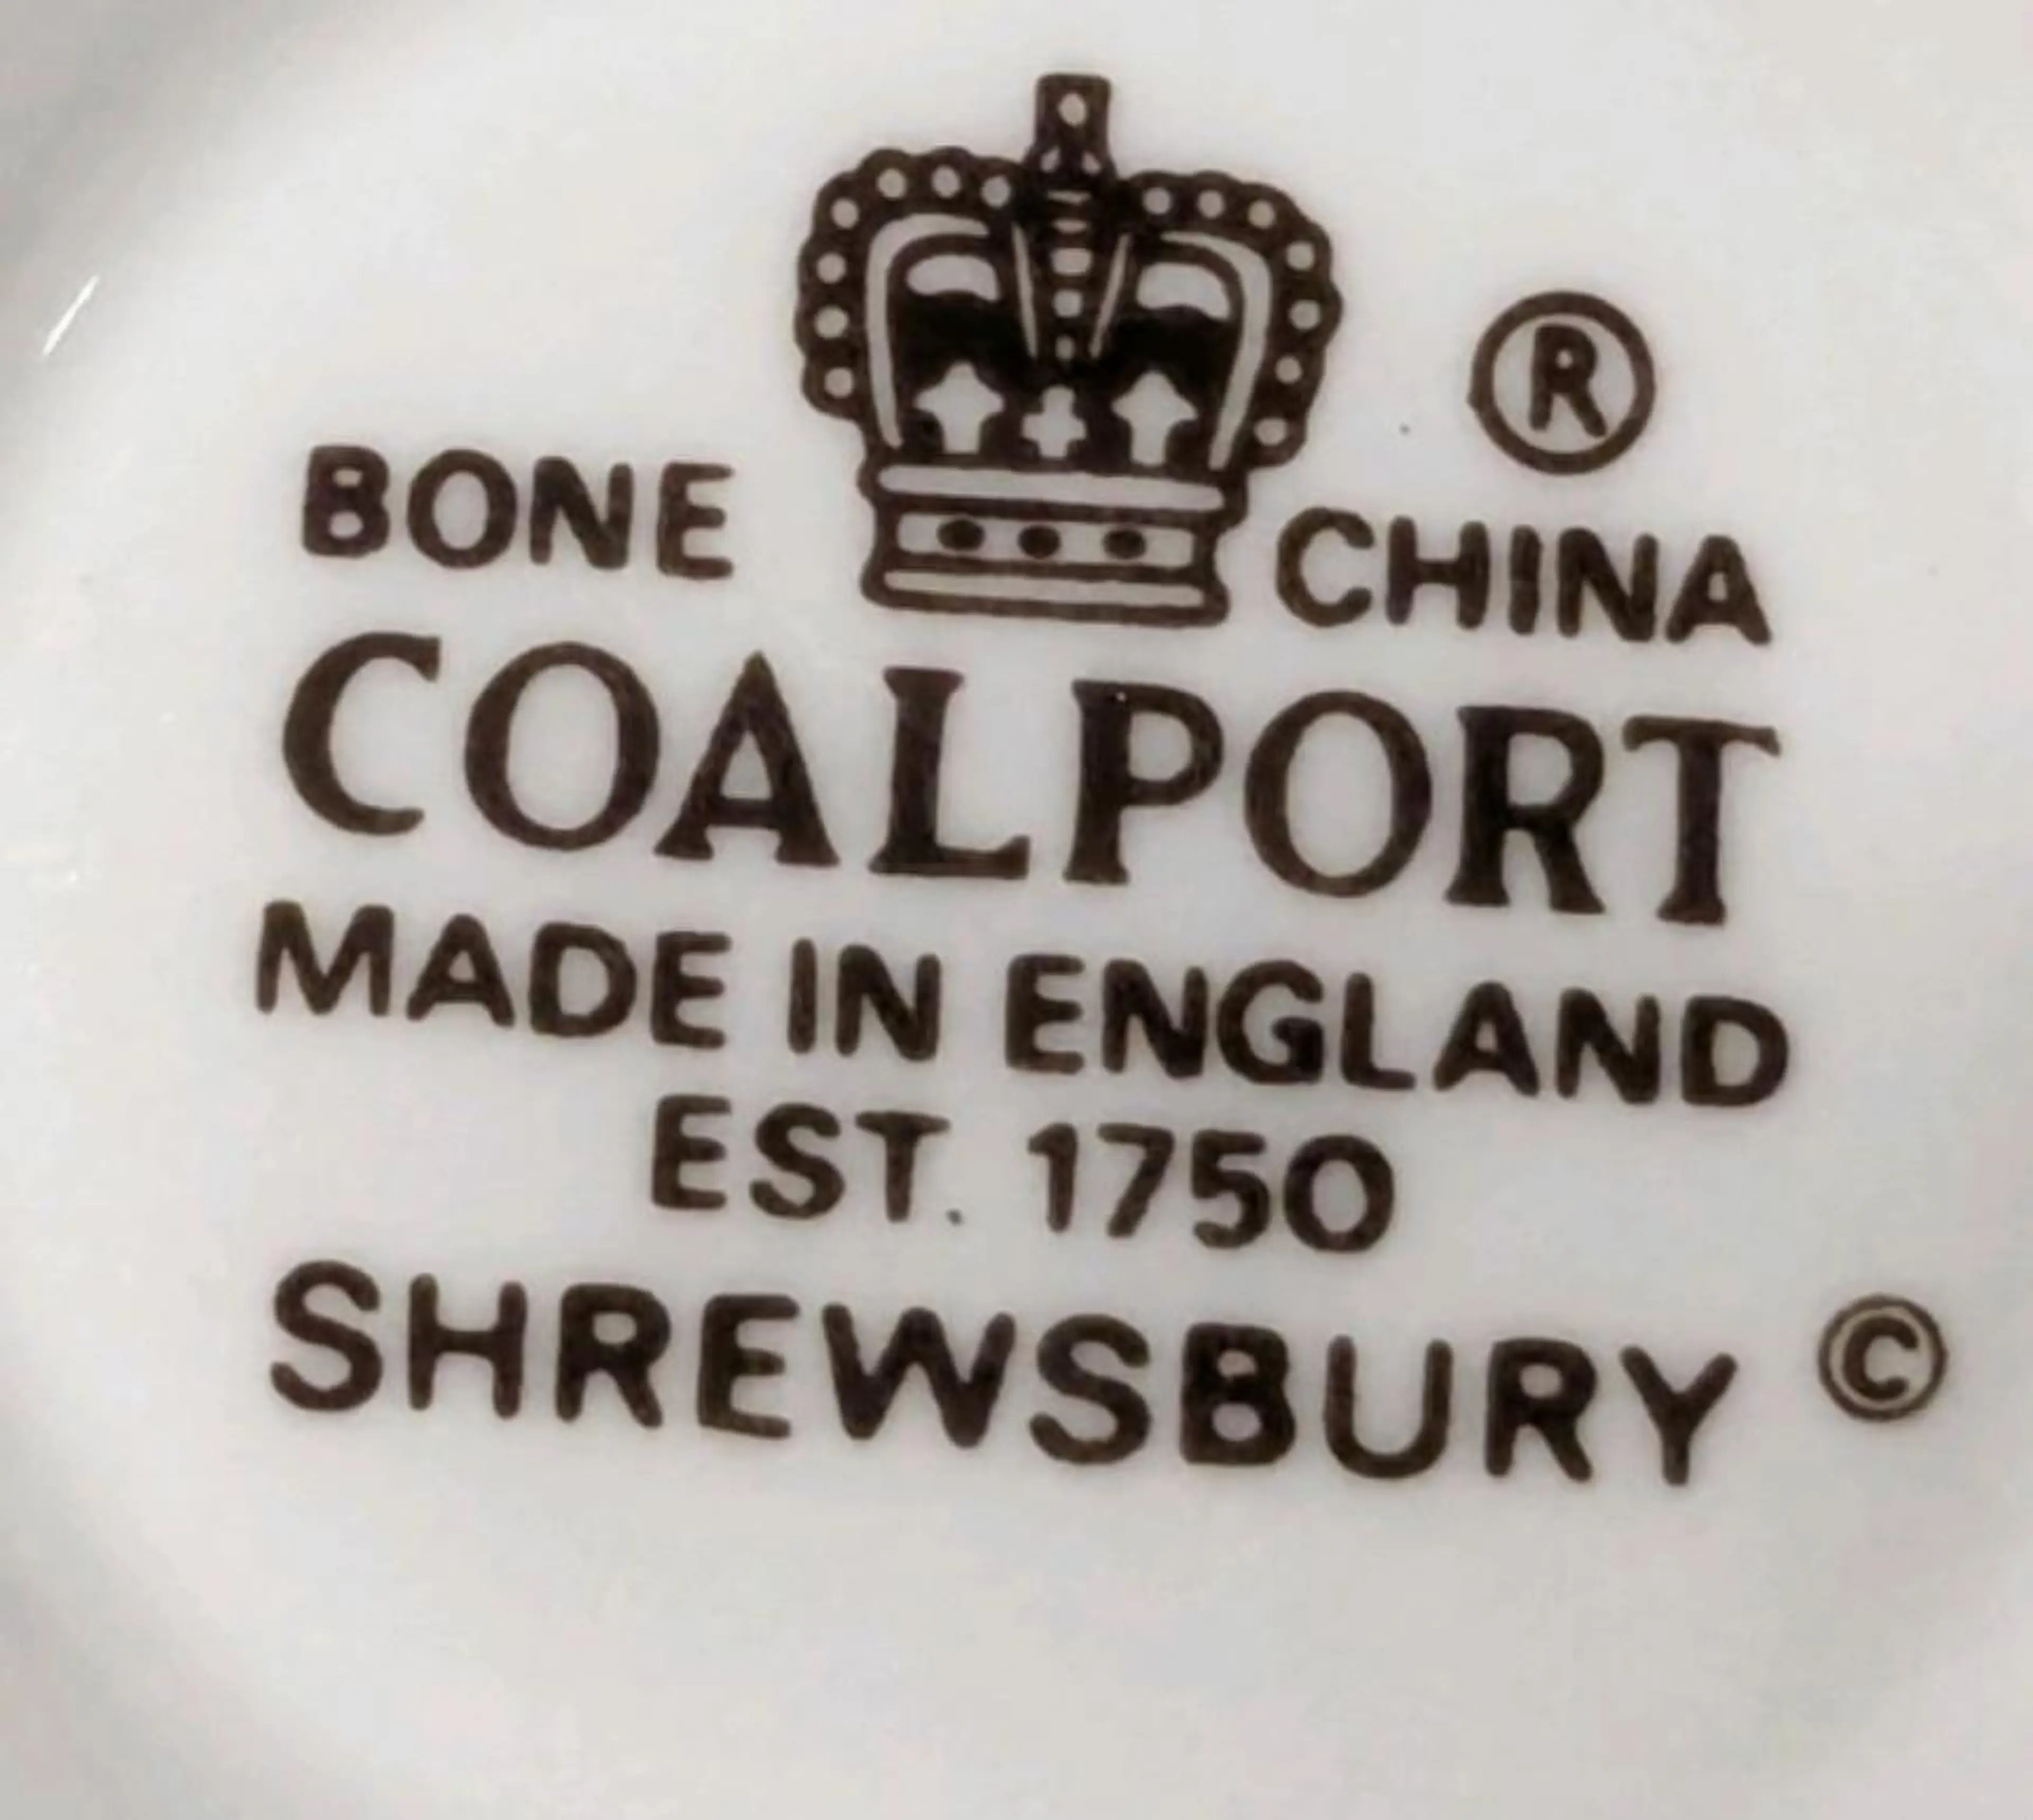 ®
BONE CHINA
COALPORT
MADE IN ENGLAND
EST. 1750
SHREWSBURY ©